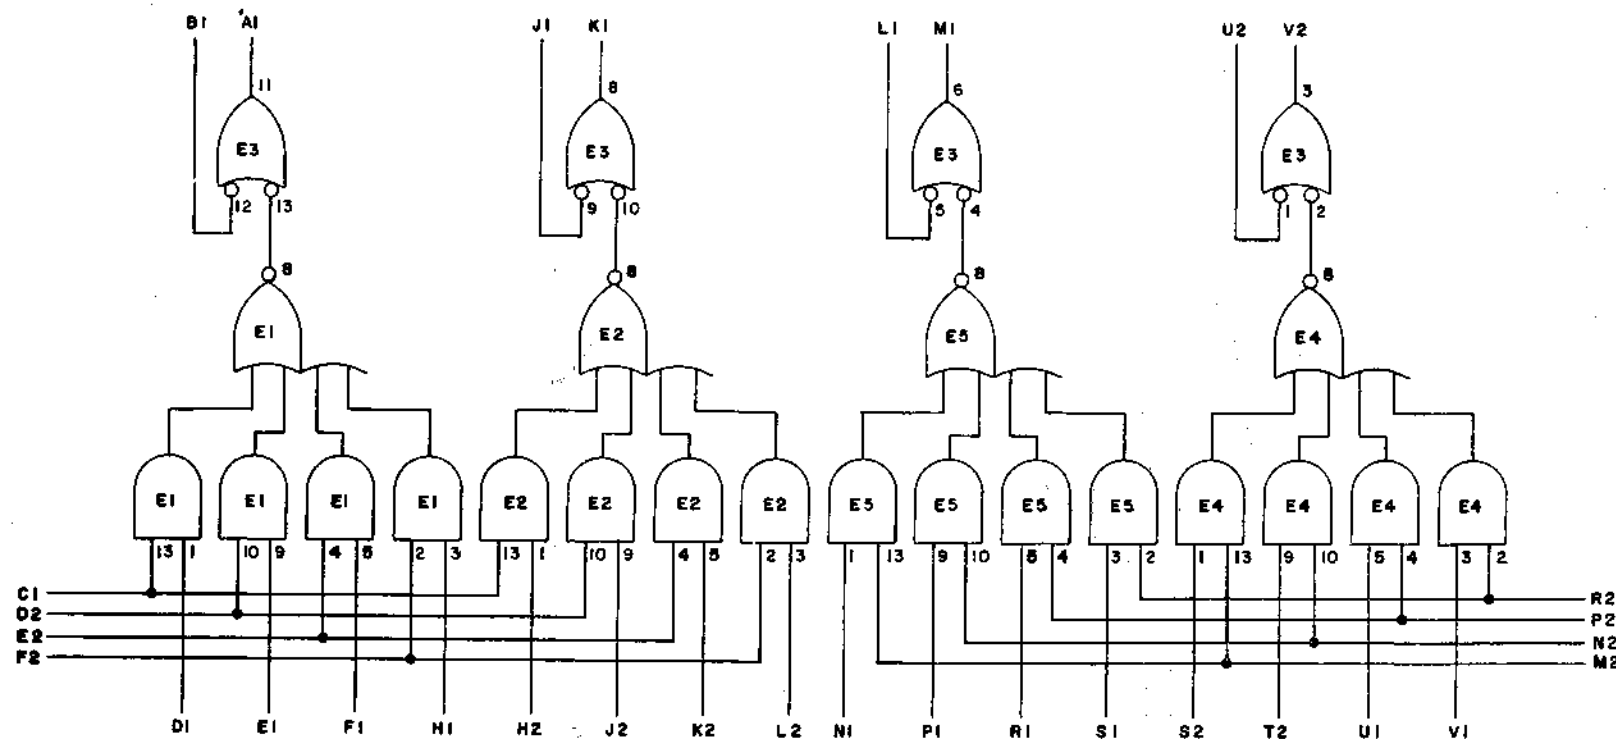 B1 A1 J1 K1 L1 M1 U2 V2
11 8 6 3
E3 E3 E3 E3
12 13 9 10 5 4 1 2
8 8 8 8
E1 E2 E5 E4
E1 E1 E1 E1 E2 E2 E2 E2 E5 E5 E5 E5 E4 E4 E4 E4
13 1 10 9 4 5 2 3 13 1 10 9 4 5 2 3 1 13 9 10 5 4 3 2 1 13 9 10 5 4 3 2
C1 R2
D2 P2
E2 N2
F2 M2
D1 E1 F1 H1 H2 J2 K2 L2 N1 P1 R1 S1 S2 T2 U1 V1